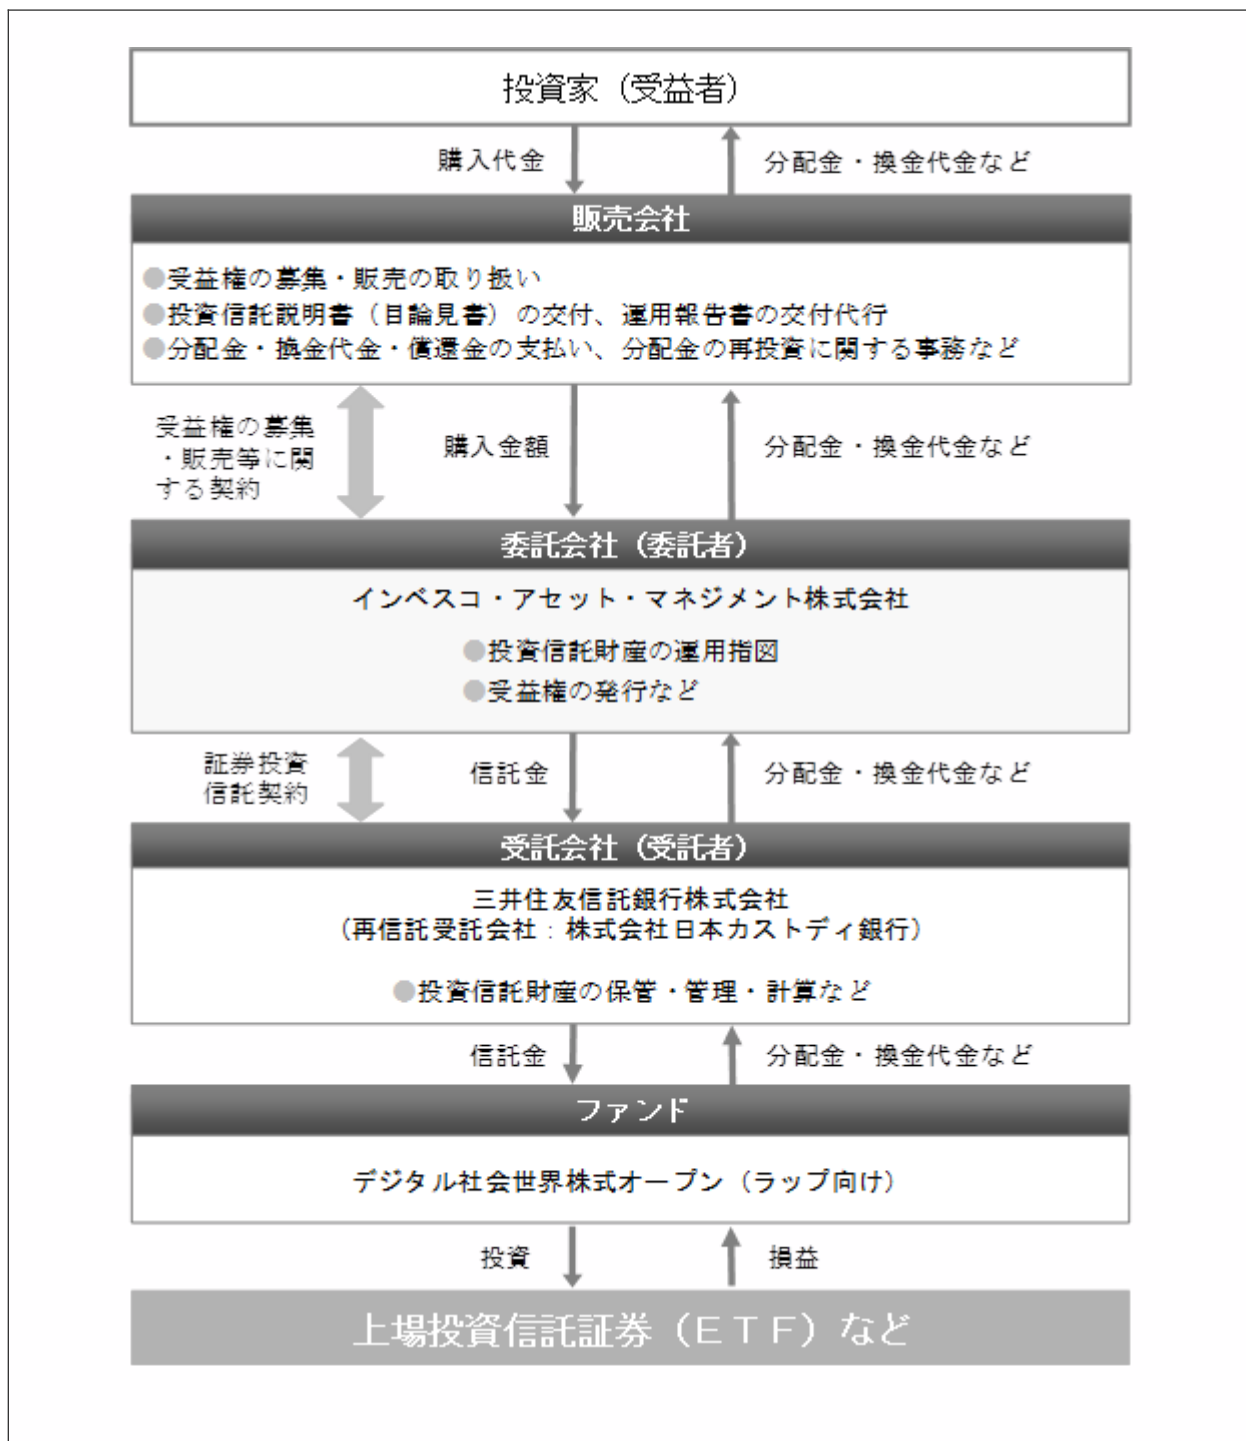 投資家（受益者）
購入代金
分配金・換金代金など
販売会社
●受益権の募集・販売の取り扱い
●投資信託説明書（目論見書）の交付、運用報告書の交付代行
●分配金・換金代金・償還金の支払い、分配金の再投資に関する事務など
受益権の募集
・販売等に関
する契約
購入金額
分配金・換金代金など
委託会社（委託者）
インベスコ・アセット・マネジメント株式会社
●投資信託財産の運用指図
●受益権の発行など
証券投資
信託契約
信託金
分配金・換金代金など
受託会社（受託者）
三井住友信託銀行株式会社
（再信託受託会社：株式会社日本カストディ銀行）
●投資信託財産の保管・管理・計算など
信託金
分配金・換金代金など
ファンド
デジタル社会世界株式オープン（ラップ向け）
投資
損益
上場投資信託証券（ＥＴＦ）など